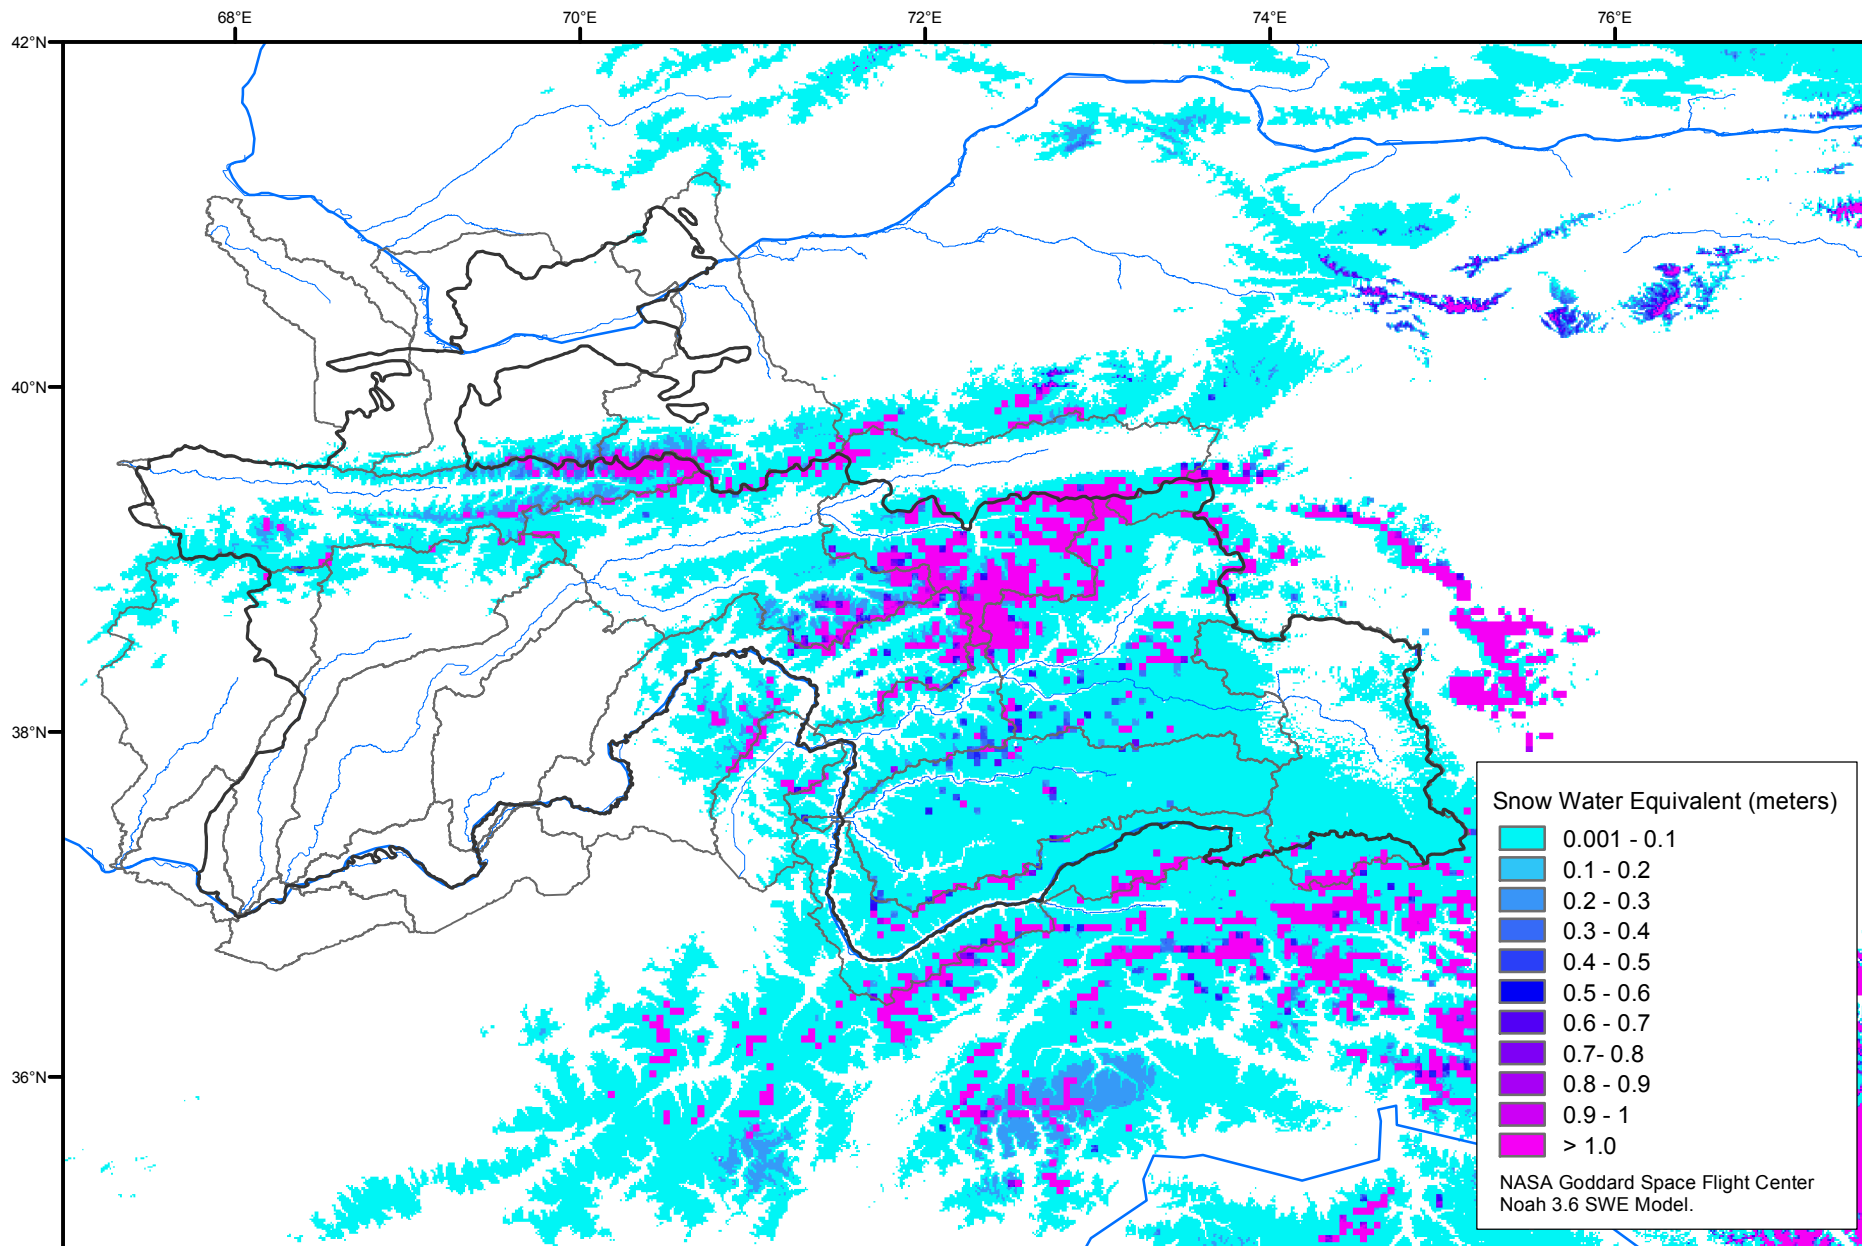 68°E
70°E
72°E
74°E
76°E
42°N
40°N
38°N
36°N
Snow Water Equivalent (meters)
0.001 - 0.1
0.1 - 0.2
0.2 - 0.3
0.3 - 0.4
0.4 - 0.5
0.5 - 0.6
0.6 - 0.7
0.7- 0.8
0.8 - 0.9
0.9 - 1
> 1.0
NASA Goddard Space Flight Center
Noah 3.6 SWE Model.